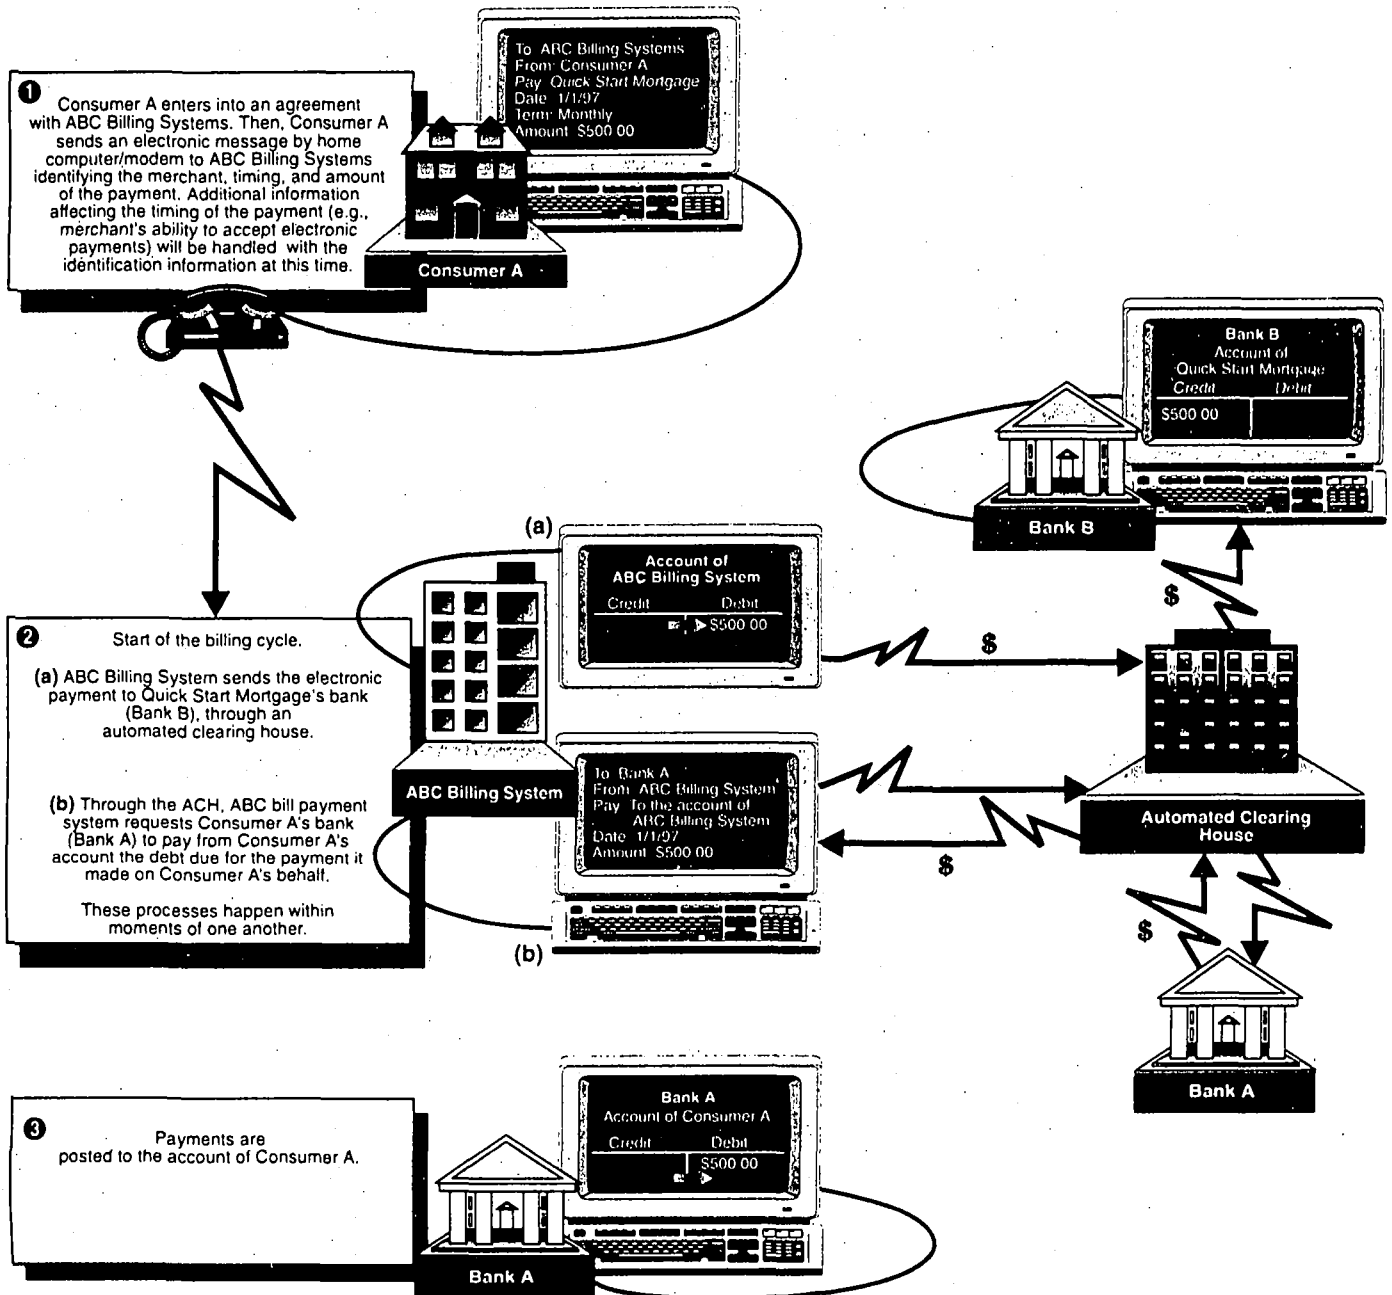 1
Consumer A enters into an agreement
with ABC Billing Systems. Then, Consumer A
sends an electronic message by home
computer/modem to ABC Billing Systems
identifying the merchant, timing, and amount
of the payment. Additional information
affecting the timing of the payment (e.g.,
merchant's ability to accept electronic
payments) will be handled with the
identification information at this time.
To ABC Billing Systems
From: Consumer A
Pay Quick Start Mortgage
Date 1/1/97
Term: Monthly
Amount $500 00
Consumer A
Bank B
Account of
Quick Start Mortgage
Credit Debit
$500 00
Bank B
$
2
Start of the billing cycle.
(a) ABC Billing System sends the electronic
payment to Quick Start Mortgage's bank
(Bank B), through an
automated clearing house.
(b) Through the ACH, ABC bill payment
system requests Consumer A's bank
(Bank A) to pay from Consumer A's
account the debt due for the payment it
made on Consumer A's behalf.
These processes happen within
moments of one another.
ABC Billing System
(a)
Account of
ABC Billing System
Credit Debit
$500 00
$
To Bank A
From ABC Billing System
Pay To the account of
ABC Billing System
Date 1/1/97
Amount $500 00
(b)
$
Automated Clearing
House
$
Bank A
3
Payments are
posted to the account of Consumer A.
Bank A
Bank A
Account of Consumer A
Credit Debit
$500 00